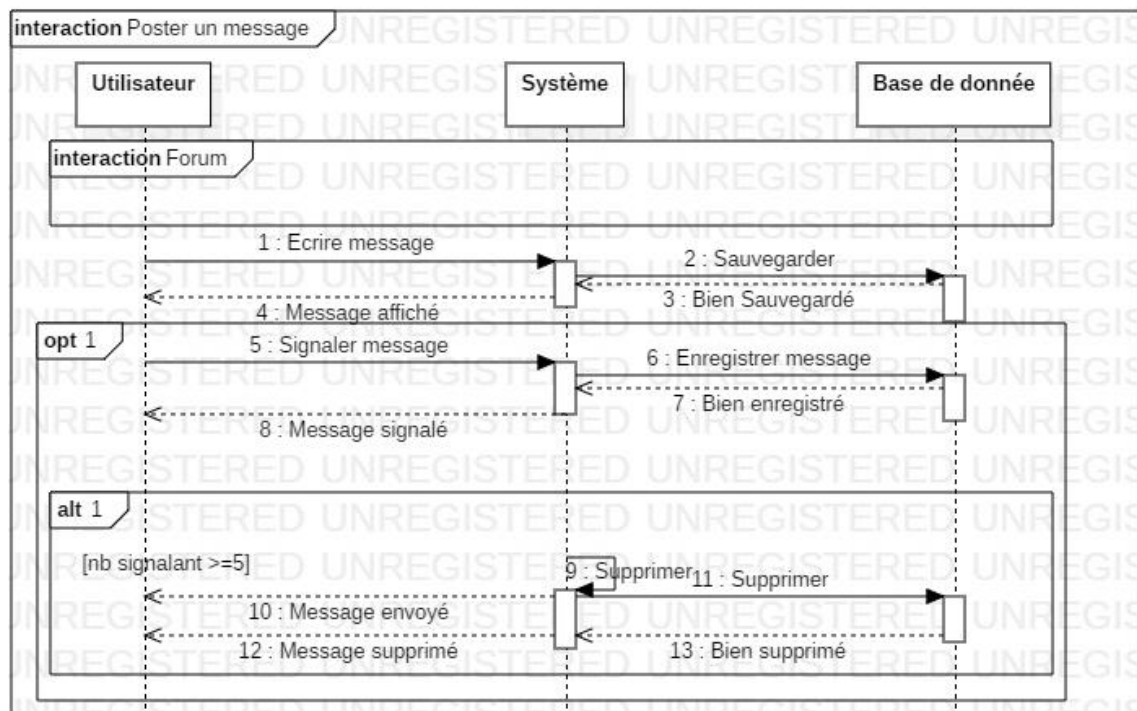 interaction Poster un message
Utilisateur
Système
Base de donnée
interaction Forum
1 : Ecrire message
2 : Sauvegarder
3 : Bien Sauvegardé
4 : Message affiché
opt 1
5 : Signaler message
6 : Enregistrer message
7 : Bien enregistré
8 : Message signalé
alt 1
[nb signalant >=5]
9 : Supprimer
11 : Supprimer
10 : Message envoyé
12 : Message supprimé
13 : Bien supprimé
UNREGISTERED